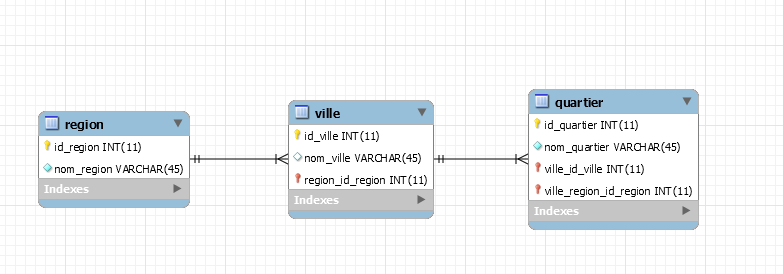 region
id_region INT(11)
nom_region VARCHAR(45)
Indexes
ville
id_ville INT(11)
nom_ville VARCHAR(45)
region_id_region INT(11)
Indexes
quartier
id_quartier INT(11)
nom_quartier VARCHAR(45)
ville_id_ville INT(11)
ville_region_id_region INT(11)
Indexes